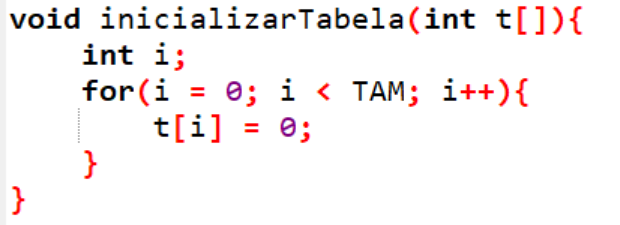 void inicializarTabela(int t[]){
    int i;
    for(i = 0; i < TAM; i++){
        t[i] = 0;
    }
}